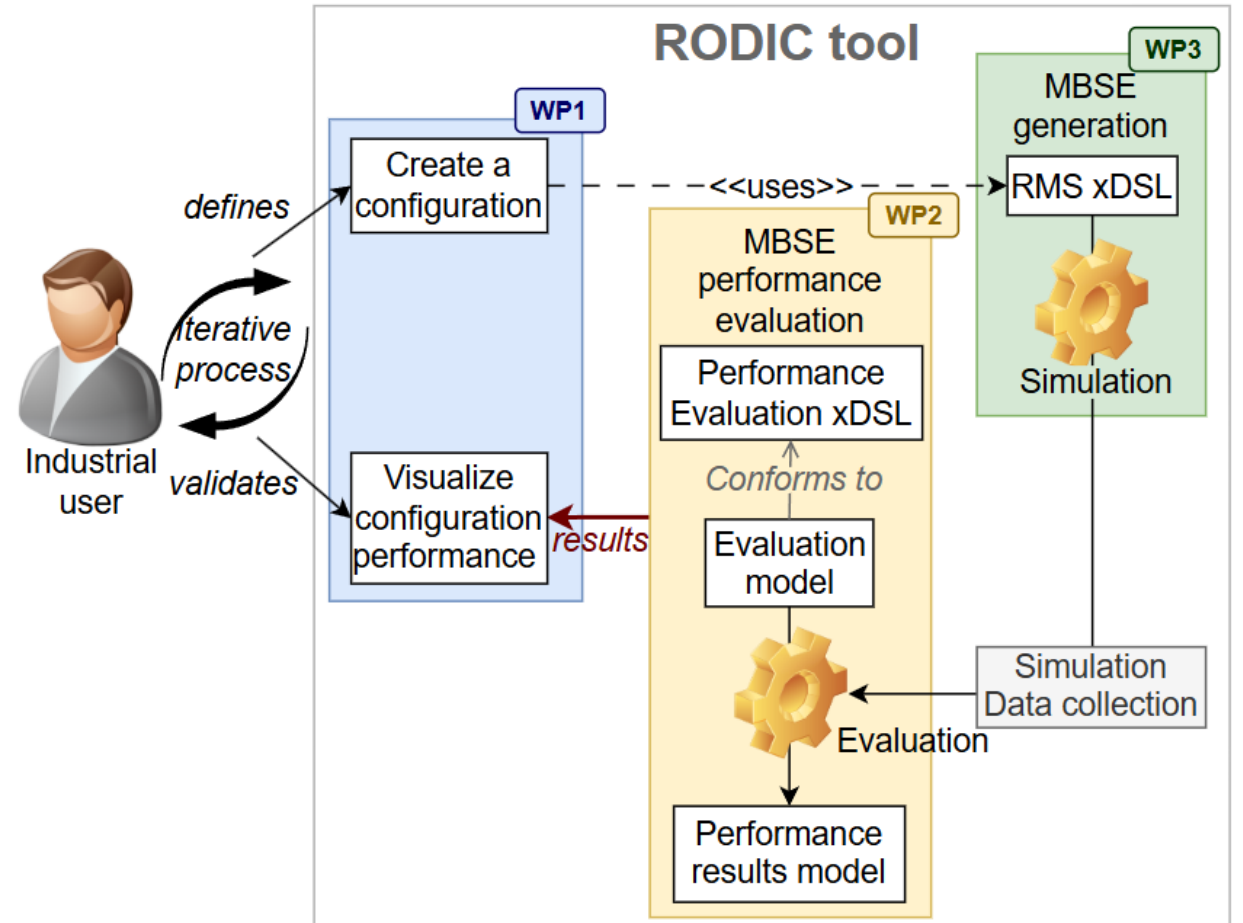 RODIC tool
WP1
Create a
configuration
defines
Iterative
process
Industrial
user
validates
Visualize
configuration
performance
<<uses>>
results
WP2
MBSE
performance
evaluation
Performance
Evaluation xDSL
Conforms to
Evaluation
model
Evaluation
Performance
results model
WP3
MBSE
generation
RMS xDSL
Simulation
Simulation
Data collection